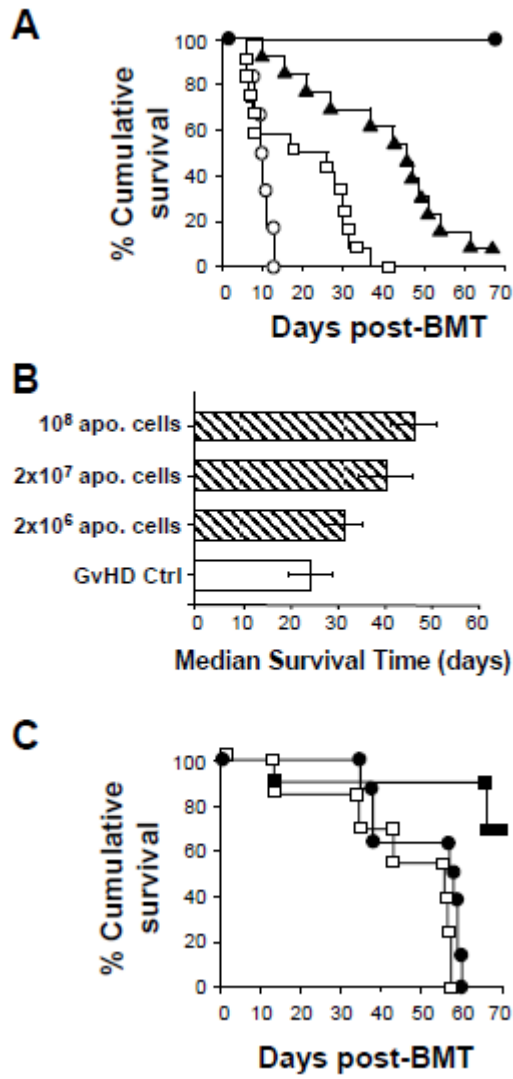 A
% Cumulative
survival
100
80
60
40
20
0
0 10 20 30 40 50 60 70
Days post-BMT
B
10⁸ apo. cells
2x10⁷ apo. cells
2x10⁶ apo. cells
GvHD Ctrl
0 10 20 30 40 50 60
Median Survival Time (days)
C
% Cumulative
survival
100
80
60
40
20
0
0 10 20 30 40 50 60 70
Days post-BMT